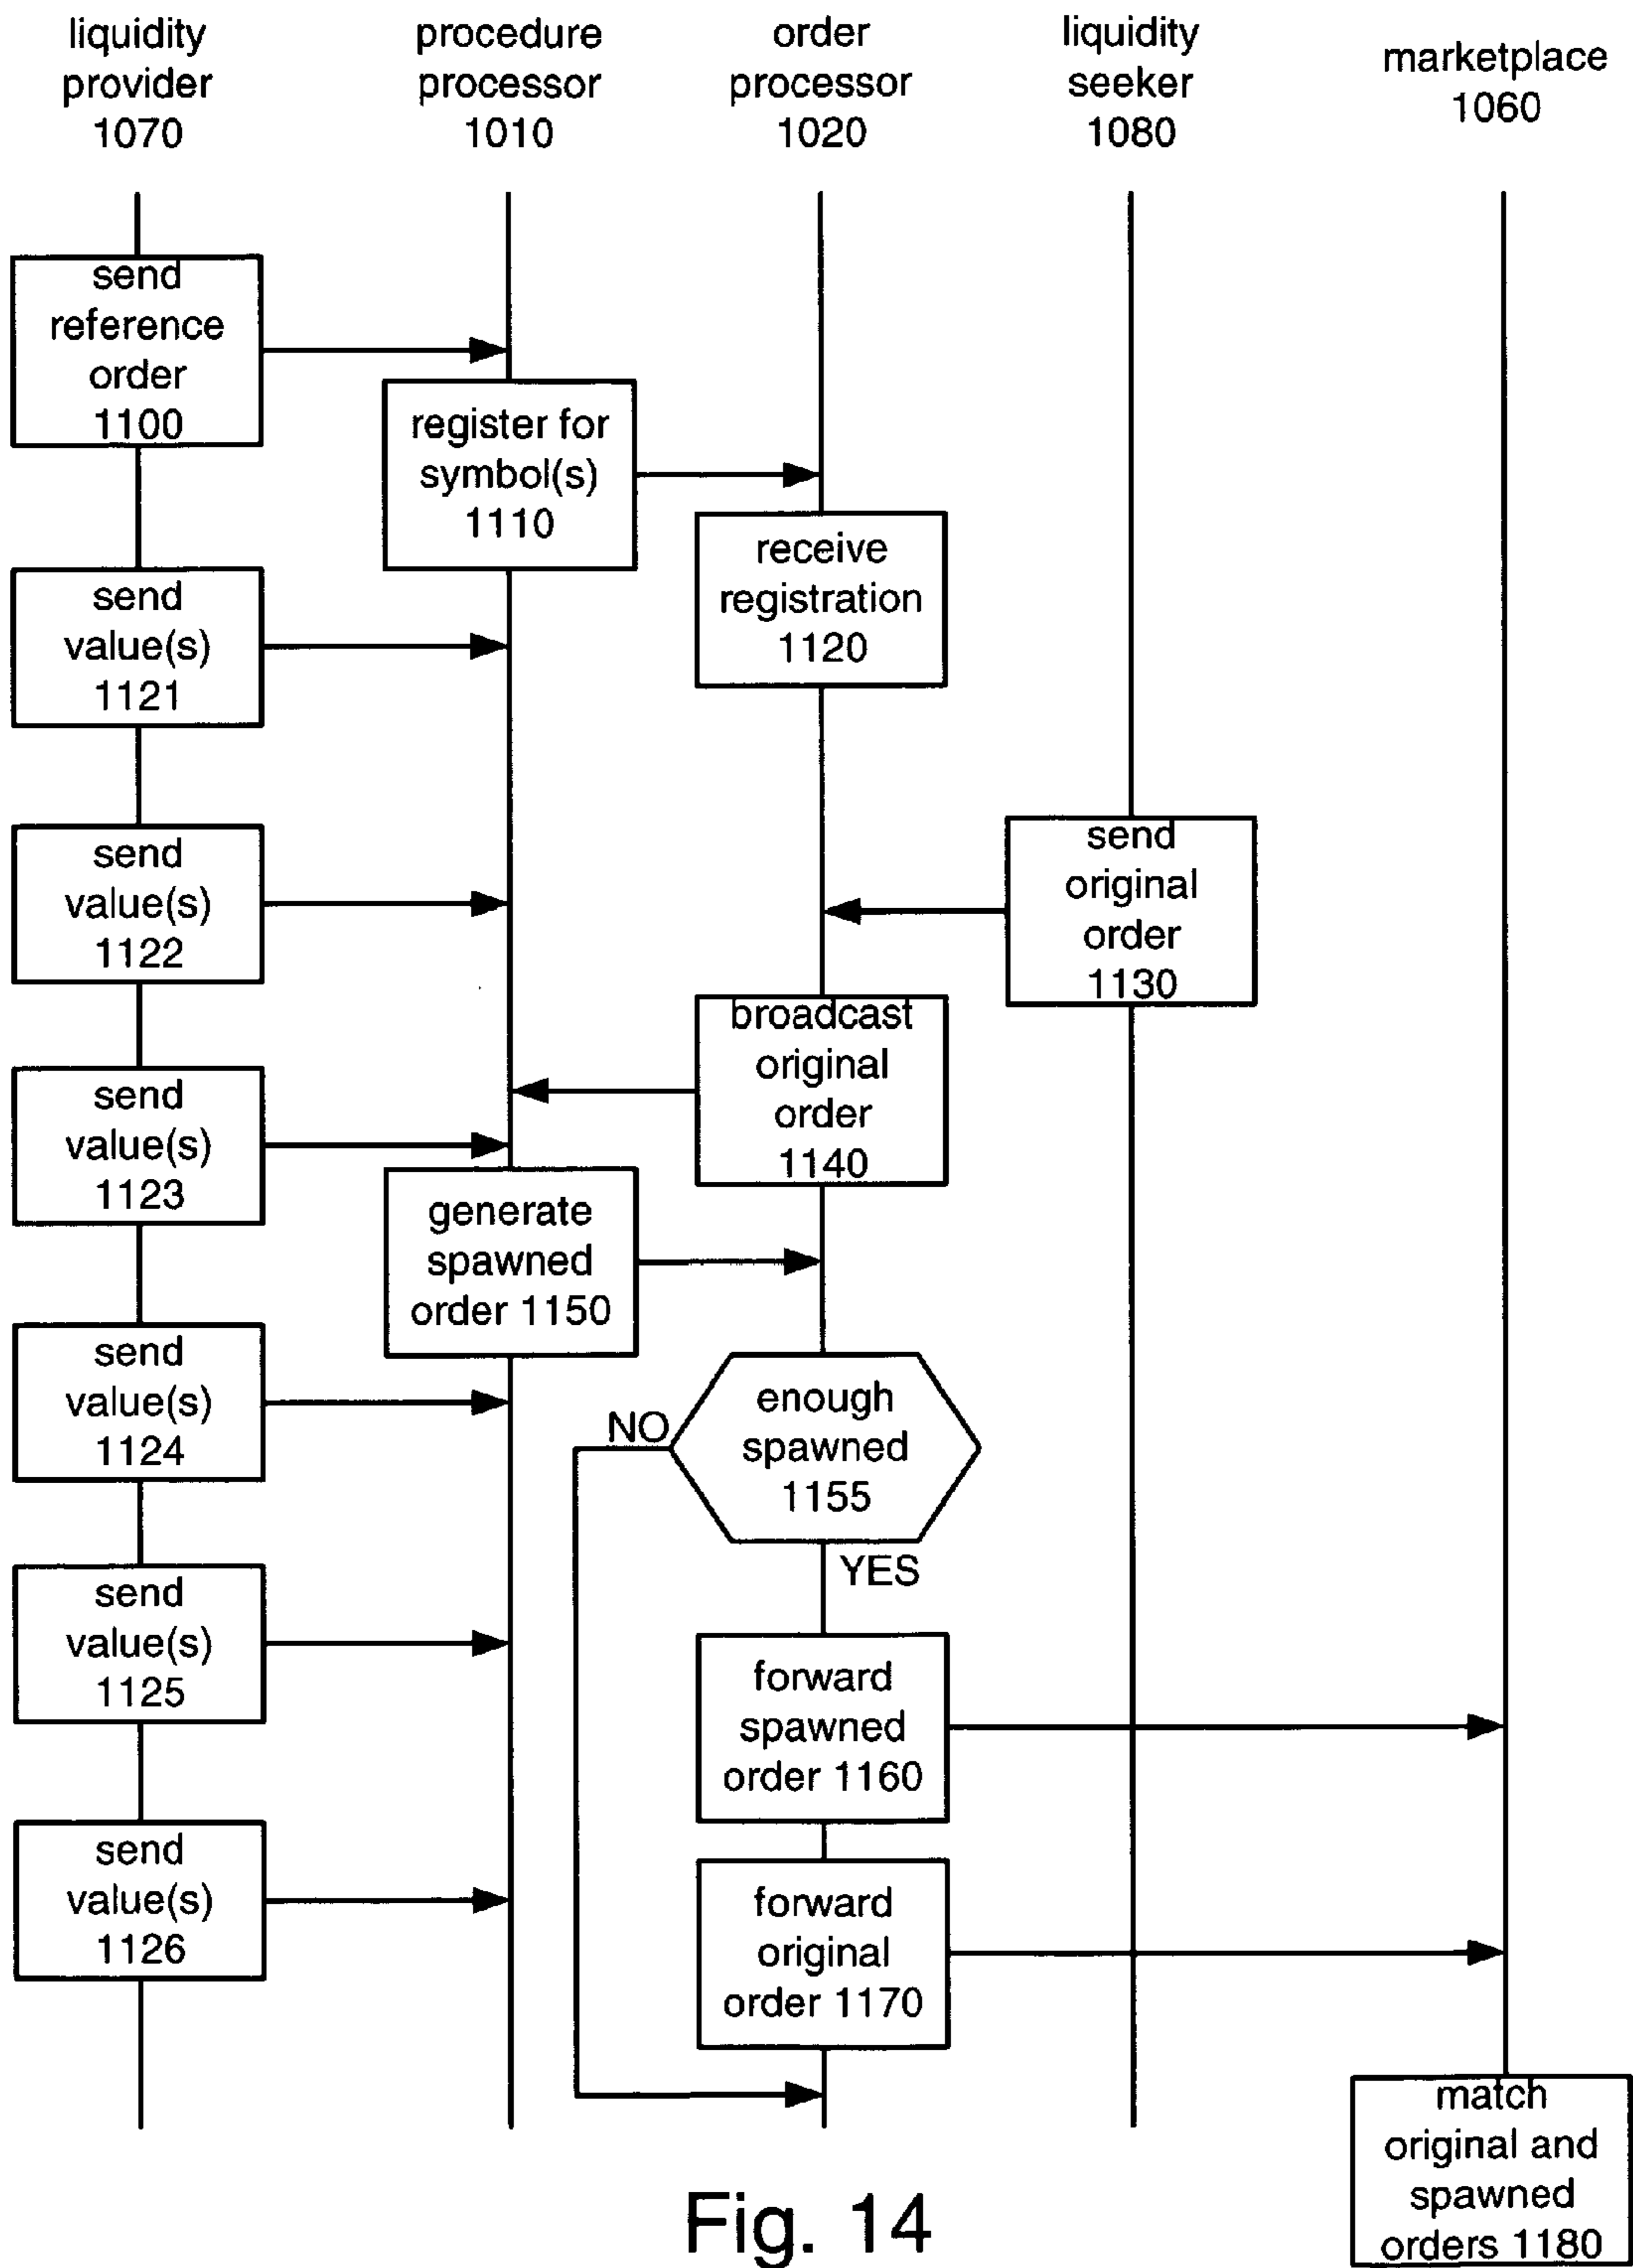 liquidity
provider
1070
procedure
processor
1010
order
processor
1020
liquidity
seeker
1080
marketplace
1060
send
reference
order
1100
register for
symbol(s)
1110
receive
registration
1120
send
value(s)
1121
send
value(s)
1122
send
original
order
1130
broadcast
original
order
1140
send
value(s)
1123
generate
spawned
order 1150
send
value(s)
1124
enough
spawned
1155
NO
YES
send
value(s)
1125
forward
spawned
order 1160
send
value(s)
1126
forward
original
order 1170
match
original and
spawned
orders 1180
Fig. 14